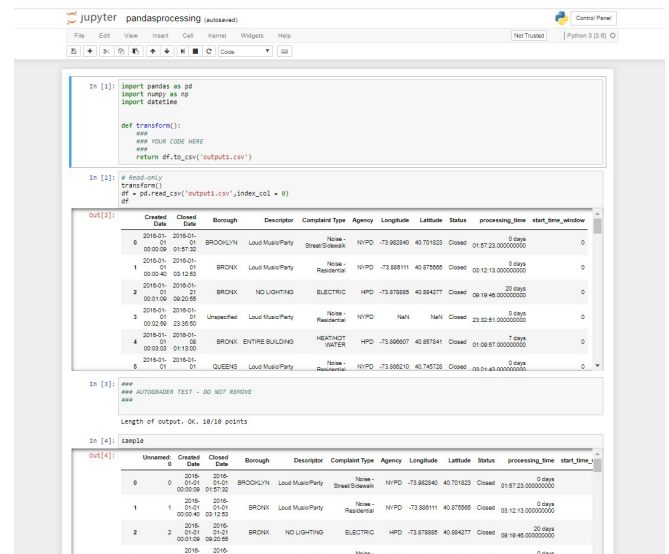 jupyter pandasprocessing (autosaved)
Control Panel
File Edit View Insert Cell Kernel Widgets Help
Not Trusted
Python 3 [3.6]
Code
In [1]: import pandas as pd
import numpy as np
import datetime
def transform():
###
### YOUR CODE HERE
###
return df.to_csv('output1.csv')
In [2]: # Read-only
transform()
df = pd.read_csv('output1.csv',index_col = 0)
df
Out[2]:
Created Date Closed Date Borough Descriptor Complaint Type Agency Longitude Latitude Status processing_time start_time_window
0 2016-01-01 00:00:09 2016-01-01 01:57:32 BROOKLYN Loud Music/Party Noise - Street/Sidewalk NYPD -73.982840 40.701823 Closed 0 days 01:57:23.000000000 0
1 2016-01-01 00:00:40 2016-01-01 03:12:53 BRONX Loud Music/Party Noise - Residential NYPD -73.886111 40.875565 Closed 0 days 03:12:13.000000000 0
2 2016-01-01 00:01:09 2016-01-21 09:20:55 BRONX NO LIGHTING ELECTRIC HPD -73.878885 40.884277 Closed 20 days 09:19:46.000000000 0
3 2016-01-01 00:02:59 2016-01-01 23:35:50 Unspecified Loud Music/Party Noise - Residential NYPD NaN NaN Closed 0 days 23:32:51.000000000 0
4 2016-01-01 00:03:03 2016-01-08 01:13:00 BRONX ENTIRE BUILDING HEAT/HOT WATER HPD -73.896607 40.857841 Closed 7 days 01:09:57.000000000 0
5 2016-01-01 2016-01-01 QUEENS Loud Music/Party Noise - Residential NYPD -73.886210 40.745728 Closed 0 days 03:21:43.000000000 0
In [3]: ###
### AUTOGRADER TEST - DO NOT REMOVE
###
Length of output. OK. 10/10 points
In [4]: sample
Out[4]:
Unnamed: 0 Created Date Closed Date Borough Descriptor Complaint Type Agency Longitude Latitude Status processing_time
0 0 2016-01-01 00:00:09 2016-01-01 01:57:32 BROOKLYN Loud Music/Party Noise - Street/Sidewalk NYPD -73.982840 40.701823 Closed 0 days 01:57:23.000000000
1 1 2016-01-01 00:00:40 2016-01-01 03:12:53 BRONX Loud Music/Party Noise - Residential NYPD -73.886111 40.875565 Closed 0 days 03:12:13.000000000
2 2 2016-01-01 00:01:09 2016-01-21 09:20:55 BRONX NO LIGHTING ELECTRIC HPD -73.878885 40.884277 Closed 20 days 09:19:46.000000000
2016- 2016- Noise - 0 days